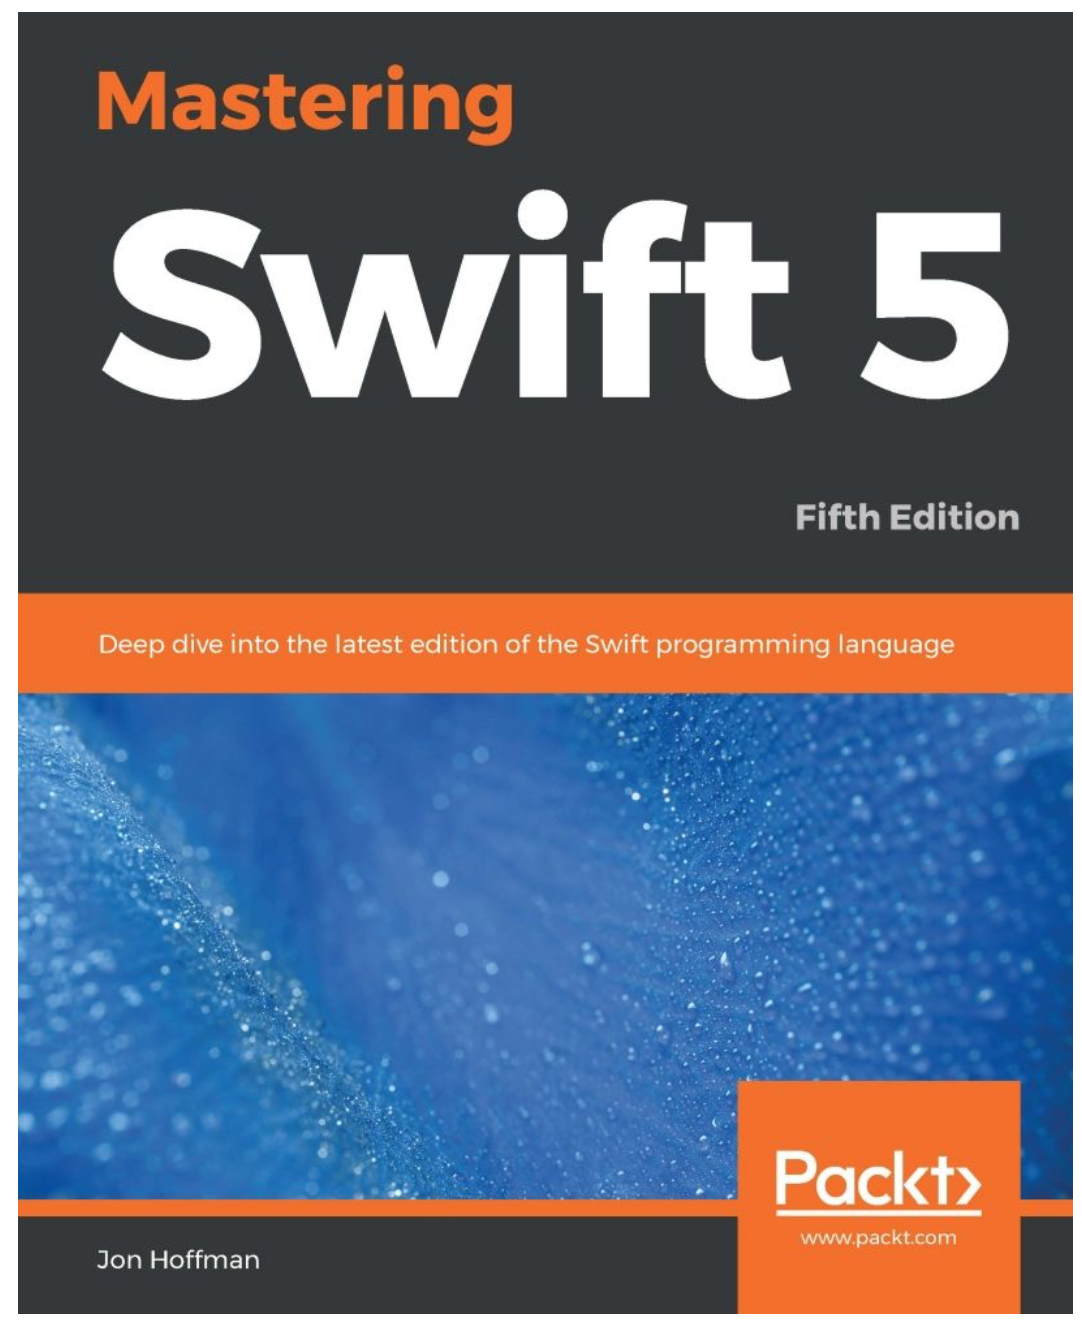 Mastering
Swift 5
Fifth Edition
Deep dive into the latest edition of the Swift programming language
Packt>
www.packt.com
Jon Hoffman